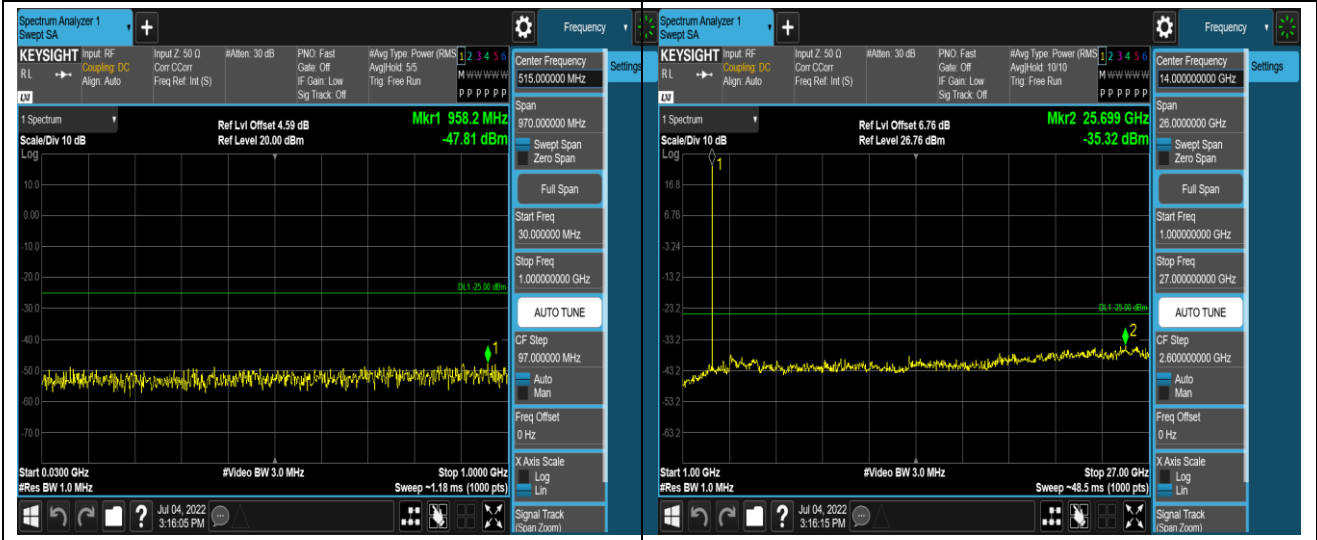 Spectrum Analyzer 1
Swept SA
+
Frequency
KEYSIGHT
RL
LXI
Input: RF
Coupling: DC
Align: Auto
Input Z: 50 Ω
Corr CCorr
Freq Ref: Int (S)
#Atten: 30 dB
PNO: Fast
Gate: Off
IF Gain: Low
Sig Track: Off
#Avg Type: Power (RMS
Avg|Hold: 5/5
Trig: Free Run
1 2 3 4 5 6
M W W W W W
P P P P P P
1 Spectrum
Scale/Div 10 dB
Log
Ref Lvl Offset 4.59 dB
Ref Level 20.00 dBm
Mkr1 958.2 MHz
-47.81 dBm
10.0
0.00
-10.0
-20.0
DL1 -25.00 dBm
-30.0
-40.0
1
-50.0
-60.0
-70.0
Start 0.0300 GHz
#Res BW 1.0 MHz
#Video BW 3.0 MHz
Stop 1.0000 GHz
Sweep ~1.18 ms (1000 pts)
?
Jul 04, 2022
3:16:05 PM
Center Frequency
515.000000 MHz
Span
970.000000 MHz
Swept Span
Zero Span
Full Span
Start Freq
30.000000 MHz
Stop Freq
1.000000000 GHz
AUTO TUNE
CF Step
97.000000 MHz
Auto
Man
Freq Offset
0 Hz
X Axis Scale
Log
Lin
Signal Track
(Span Zoom)
Settings
Spectrum Analyzer 1
Swept SA
+
Frequency
KEYSIGHT
RL
LXI
Input: RF
Coupling: DC
Align: Auto
Input Z: 50 Ω
Corr CCorr
Freq Ref: Int (S)
#Atten: 30 dB
PNO: Fast
Gate: Off
IF Gain: Low
Sig Track: Off
#Avg Type: Power (RMS
Avg|Hold: 10/10
Trig: Free Run
1 2 3 4 5 6
M W W W W W
P P P P P P
1 Spectrum
Scale/Div 10 dB
Log
Ref Lvl Offset 6.76 dB
Ref Level 26.76 dBm
Mkr2 25.699 GHz
-35.32 dBm
1
16.8
6.76
-3.24
-13.2
-23.2
DL1 -25.00 dBm
-33.2
2
-43.2
-53.2
-63.2
Start 1.00 GHz
#Res BW 1.0 MHz
#Video BW 3.0 MHz
Stop 27.00 GHz
Sweep ~48.5 ms (1000 pts)
?
Jul 04, 2022
3:16:15 PM
Center Frequency
14.000000000 GHz
Span
26.0000000 GHz
Swept Span
Zero Span
Full Span
Start Freq
1.000000000 GHz
Stop Freq
27.000000000 GHz
AUTO TUNE
CF Step
2.600000000 GHz
Auto
Man
Freq Offset
0 Hz
X Axis Scale
Log
Lin
Signal Track
(Span Zoom)
Settings